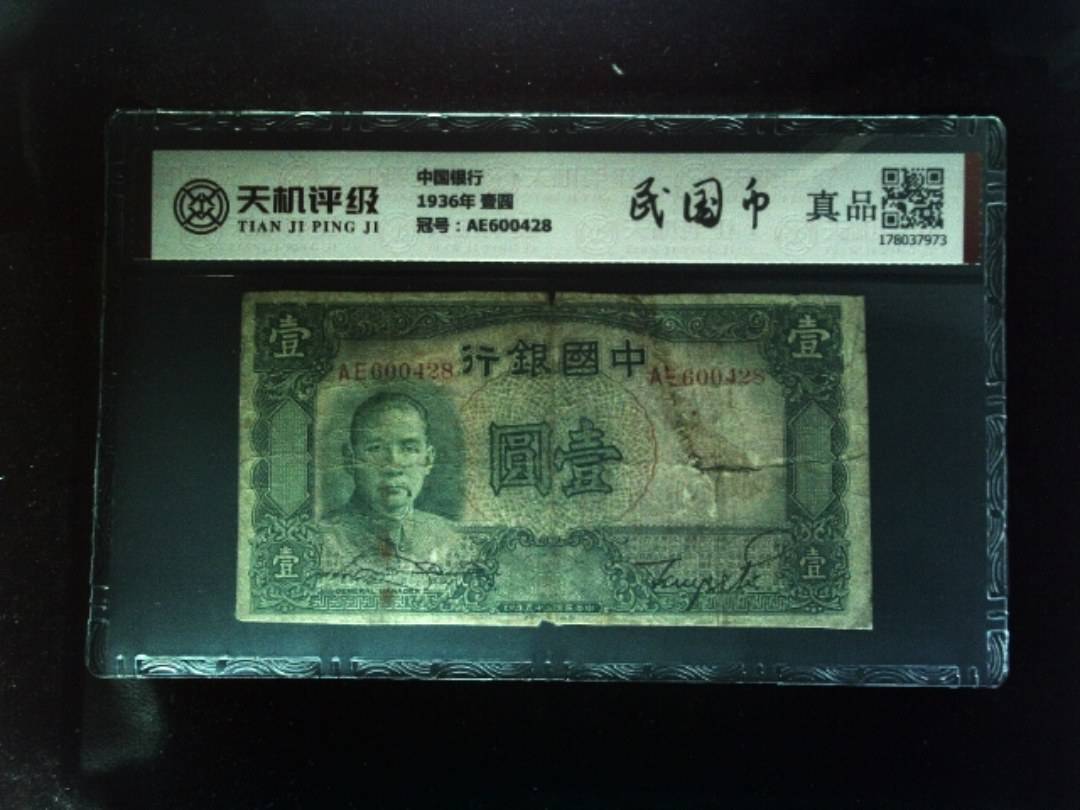 天机评级
TIAN JI PING JI
中国银行
1936年 壹圆
冠号：AE600428
民国币
真品
178037973
壹
壹
行銀國中
AE600428
AE600428
圓壹
壹
壹